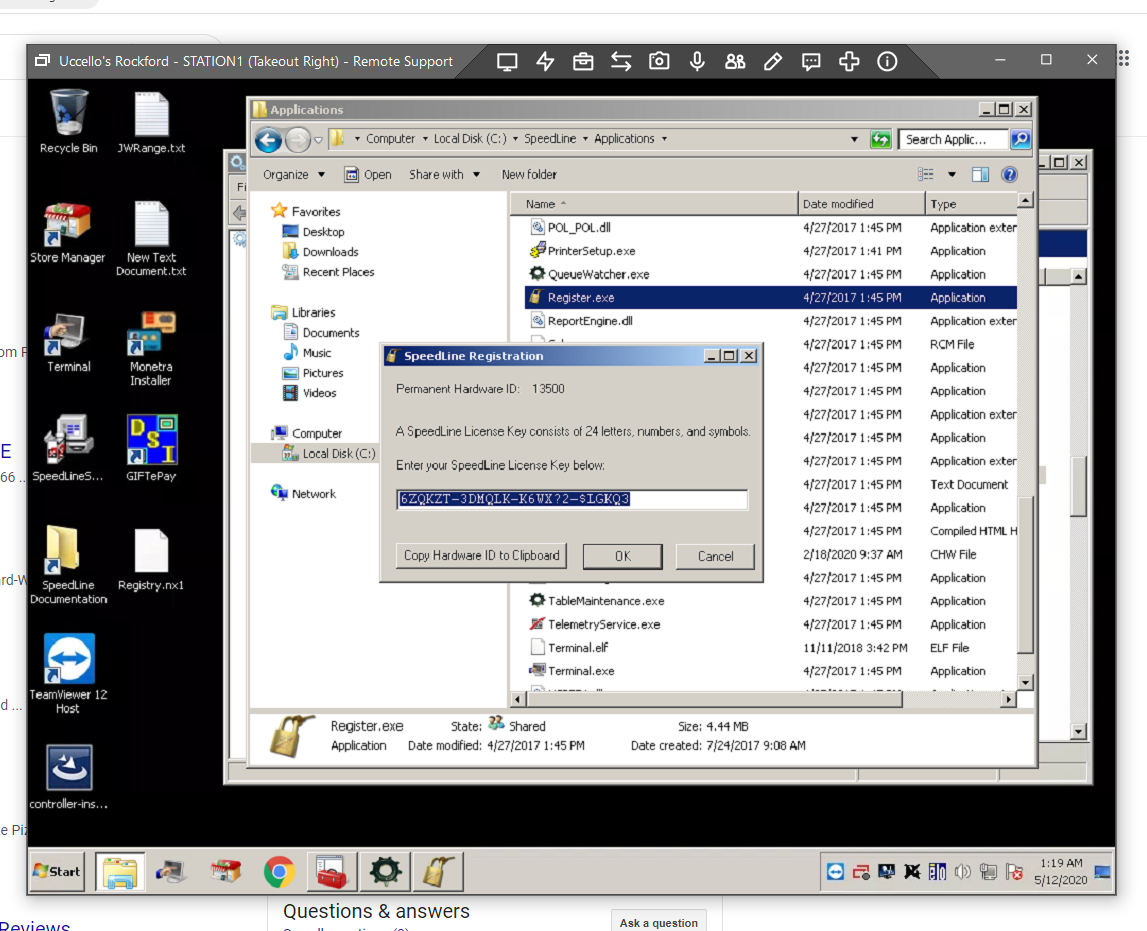 Uccello's Rockford - STATION1 (Takeout Right) - Remote Support
Recycle Bin
JWRange.txt
Store Manager
New Text
Document.txt
Terminal
Monetra
Installer
SpeedLineS...
GIFTePay
SpeedLine
Documentation
Registry.nx1
TeamViewer 12
Host
controller-ins...
Applications
Computer
Local Disk (C:)
SpeedLine
Applications
Search Applic...
Organize
Open
Share with
New folder
Favorites
Desktop
Downloads
Recent Places
Libraries
Documents
Music
Pictures
Videos
Computer
Local Disk (C:)
Network
Name Date modified Type
POL_POL.dll 4/27/2017 1:45 PM Application exter
PrinterSetup.exe 4/27/2017 1:41 PM Application
QueueWatcher.exe 4/27/2017 1:45 PM Application
Register.exe 4/27/2017 1:45 PM Application
ReportEngine.dll 4/27/2017 1:45 PM Application exter
4/27/2017 1:45 PM RCM File
4/27/2017 1:45 PM Application
4/27/2017 1:45 PM Application
4/27/2017 1:45 PM Application exter
4/27/2017 1:45 PM Application
4/27/2017 1:45 PM Application exter
4/27/2017 1:45 PM Text Document
4/27/2017 1:45 PM Application
4/27/2017 1:45 PM Compiled HTML H
2/18/2020 9:37 AM CHW File
4/27/2017 1:45 PM Application
TableMaintenance.exe 4/27/2017 1:45 PM Application
TelemetryService.exe 4/27/2017 1:45 PM Application
Terminal.elf 11/11/2018 3:42 PM ELF File
Terminal.exe 4/27/2017 1:45 PM Application
SpeedLine Registration
Permanent Hardware ID: 13500
A SpeedLine License Key consists of 24 letters, numbers, and symbols.
Enter your SpeedLine License Key below:
6ZQKZT-3DMQLK-K6WX?2-$LGKQ3
Copy Hardware ID to Clipboard
OK
Cancel
Register.exe State: Shared Size: 4.44 MB
Application Date modified: 4/27/2017 1:45 PM Date created: 7/24/2017 9:08 AM
Start
1:19 AM
5/12/2020
Questions & answers
Ask a question
Reviews